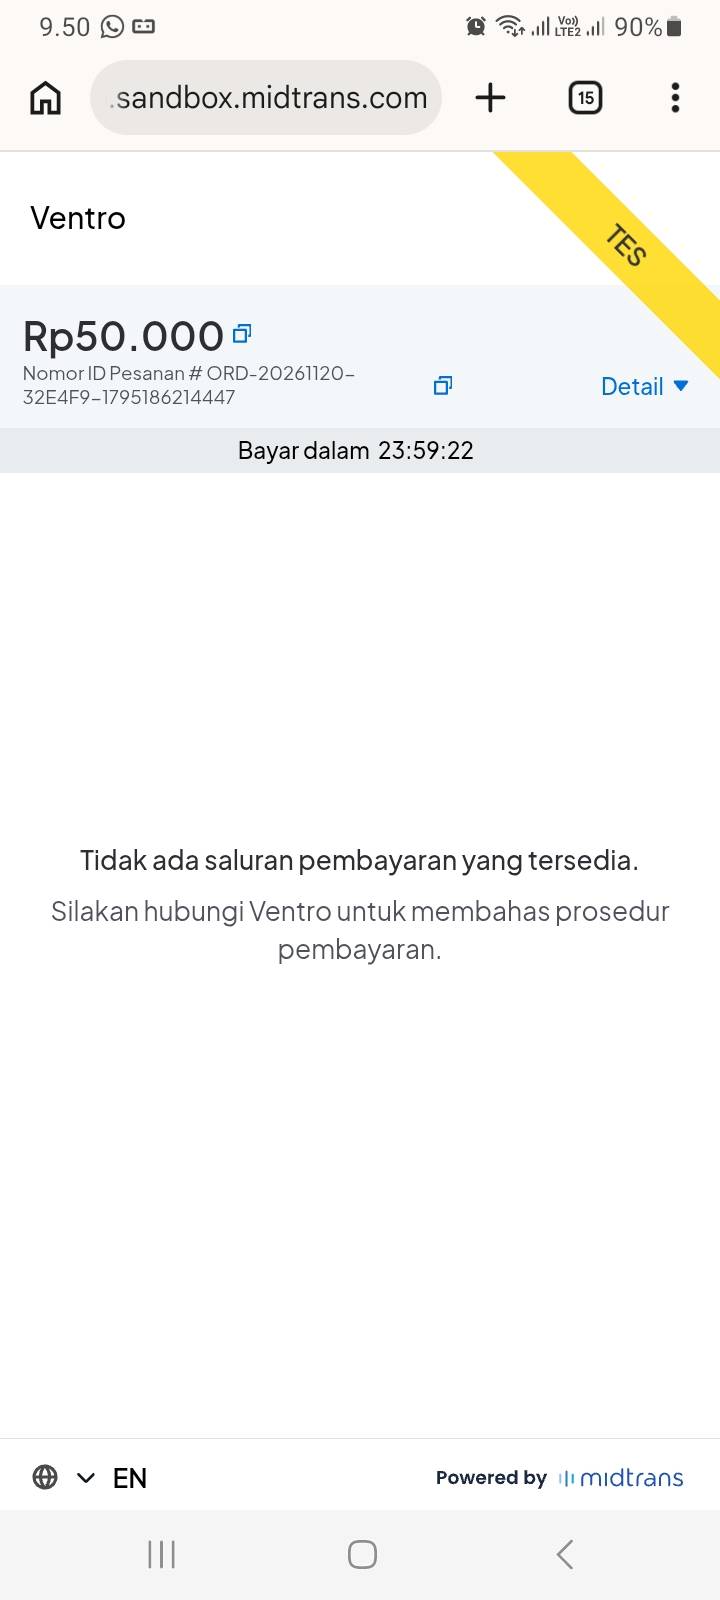 9.50 Vo)) LTE2 90%
.sandbox.midtrans.com 15
Ventro
TES
Rp50.000
Nomor ID Pesanan # ORD-20261120-
32E4F9-1795186214447
Detail
Bayar dalam 23:59:22
Tidak ada saluran pembayaran yang tersedia.
Silakan hubungi Ventro untuk membahas prosedur
pembayaran.
EN Powered by midtrans